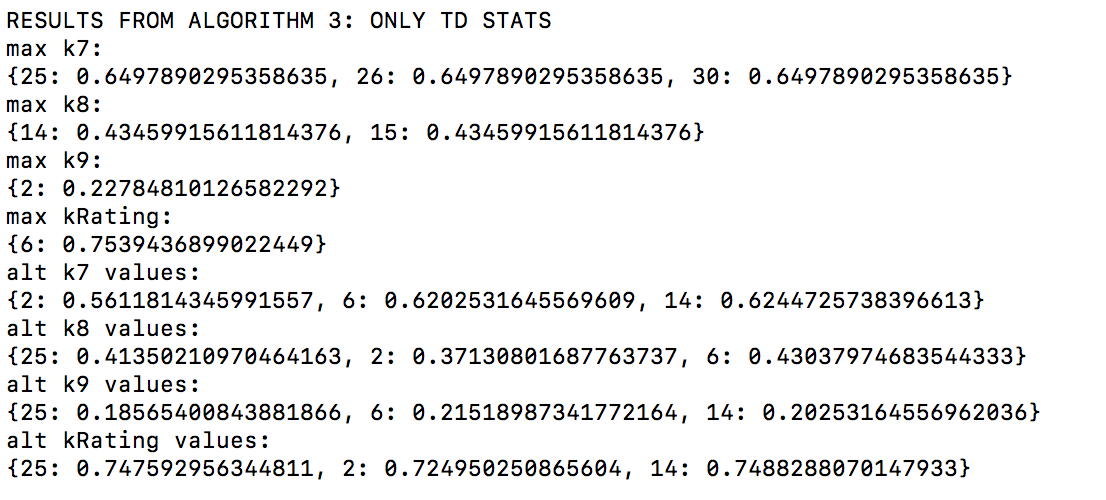 RESULTS FROM ALGORITHM 3: ONLY TD STATS
max k7:
{25: 0.6497890295358635, 26: 0.6497890295358635, 30: 0.6497890295358635}
max k8:
{14: 0.43459915611814376, 15: 0.43459915611814376}
max k9:
{2: 0.22784810126582292}
max kRating:
{6: 0.7539436899022449}
alt k7 values:
{2: 0.5611814345991557, 6: 0.6202531645569609, 14: 0.6244725738396613}
alt k8 values:
{25: 0.41350210970464163, 2: 0.37130801687763737, 6: 0.43037974683544333}
alt k9 values:
{25: 0.18565400843881866, 6: 0.21518987341772164, 14: 0.20253164556962036}
alt kRating values:
{25: 0.747592956344811, 2: 0.724950250865604, 14: 0.7488288070147933}